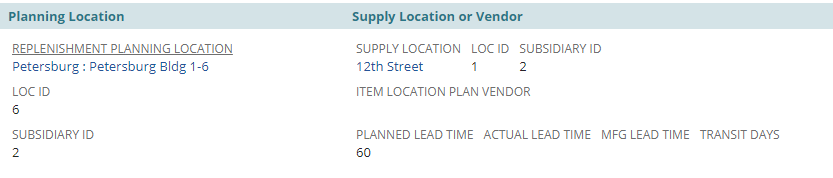 Planning Location
Supply Location or Vendor
REPLENISHMENT PLANNING LOCATION
Petersburg : Petersburg Bldg 1-6
LOC ID
6
SUBSIDIARY ID
2
SUPPLY LOCATION LOC ID SUBSIDIARY ID
12th Street 1 2
ITEM LOCATION PLAN VENDOR
PLANNED LEAD TIME ACTUAL LEAD TIME MFG LEAD TIME TRANSIT DAYS
60